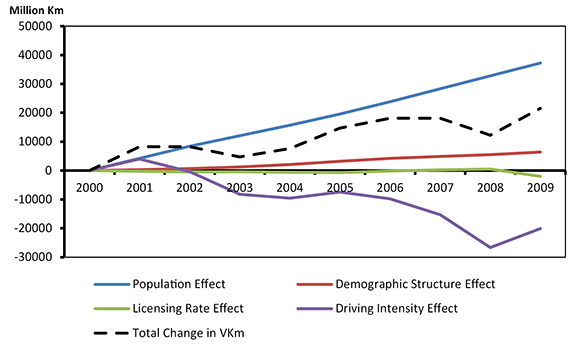 Million Km
50000
40000
30000
20000
10000
0
-10000
-20000
-30000
2000 2001 2002 2003 2004 2005 2006 2007 2008 2009
Population Effect Demographic Structure Effect
Licensing Rate Effect Driving Intensity Effect
Total Change in VKm